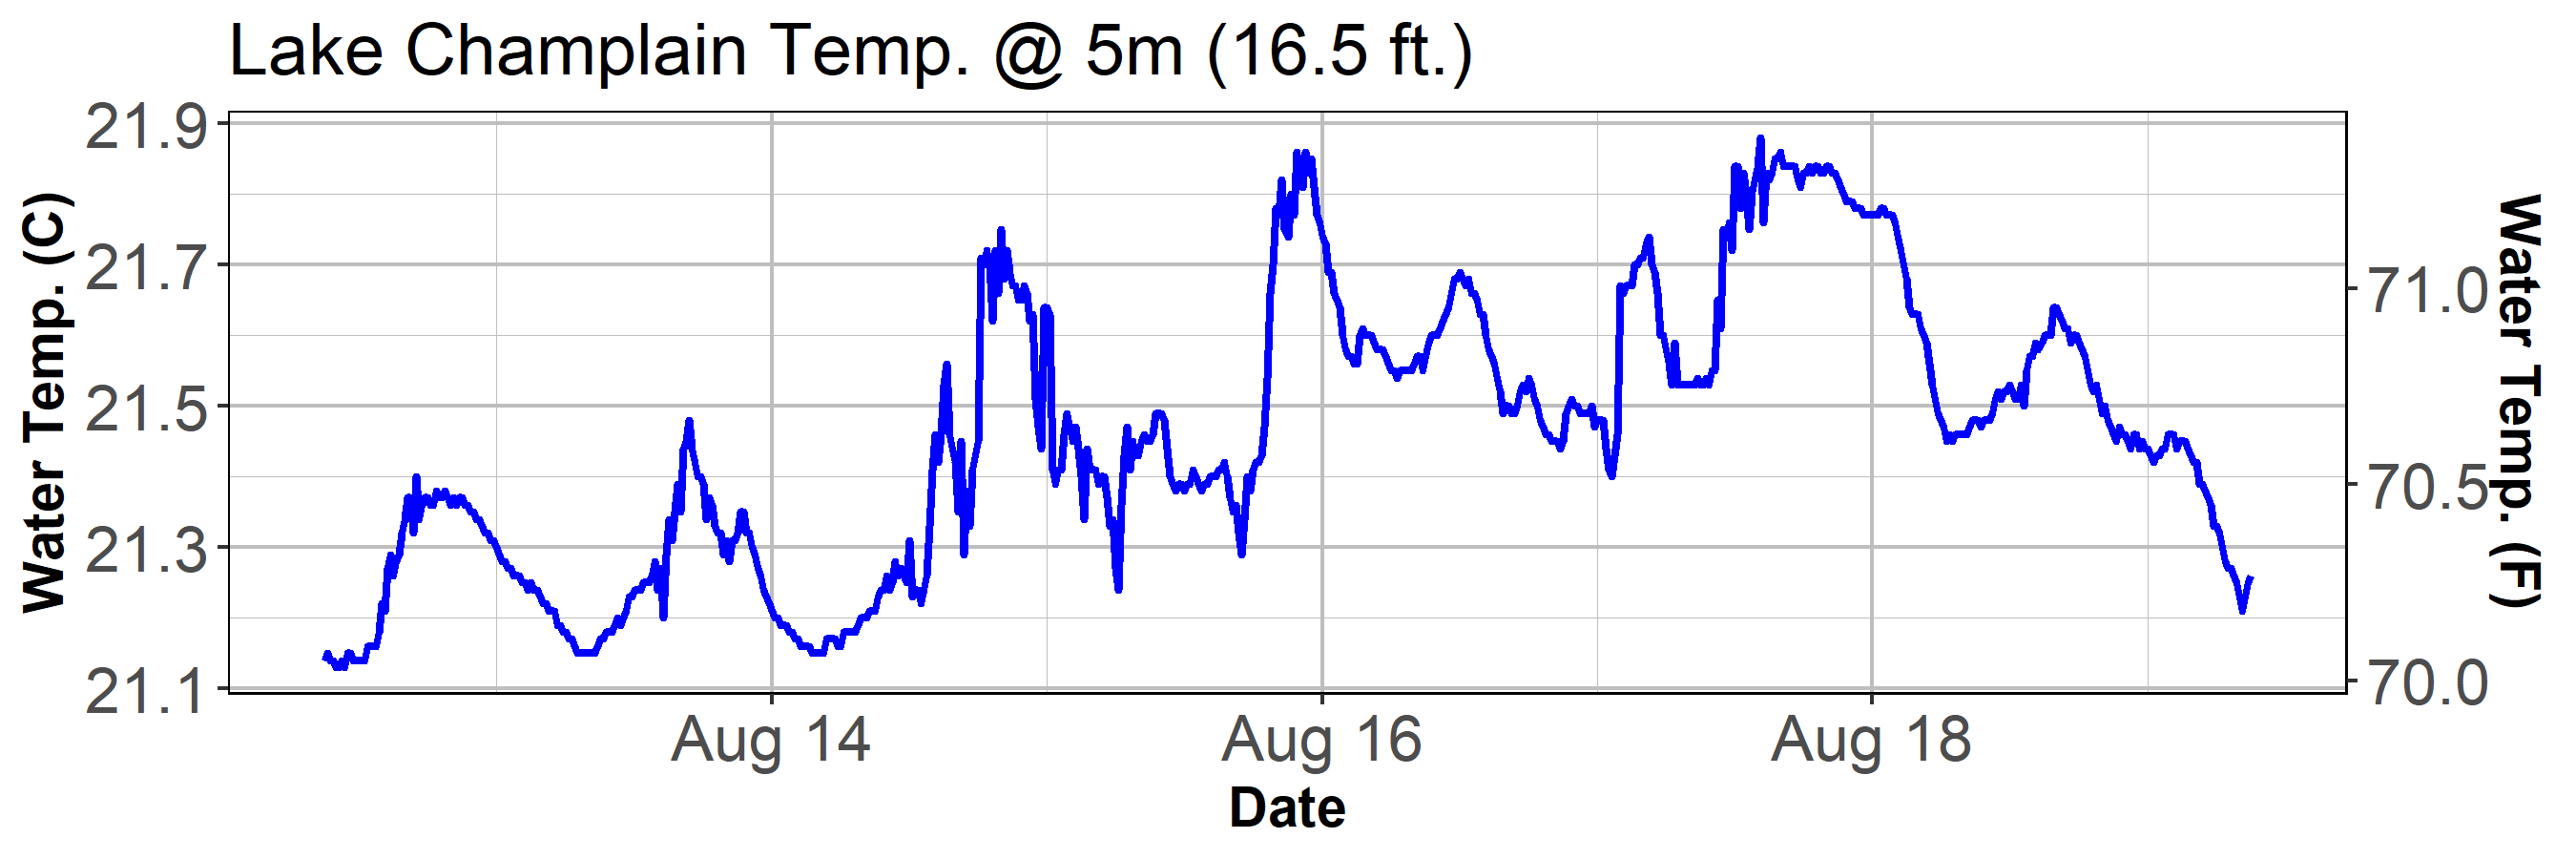 Lake Champlain Temp. @ 5m (16.5 ft.)
Water Temp. (C)
21.9
21.7
21.5
21.3
21.1
71.0
70.5
70.0
Water Temp. (F)
Aug 14
Aug 16
Aug 18
Date